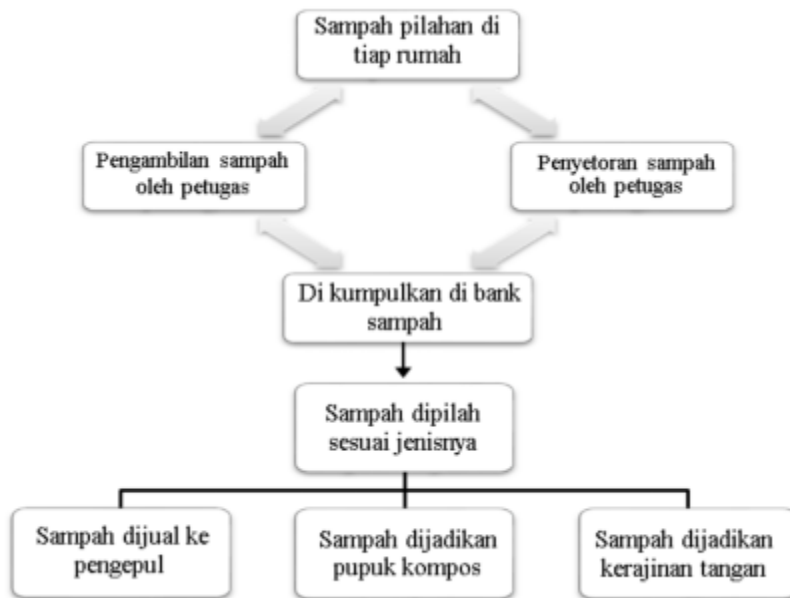 Sampah pilahan di
tiap rumah
Pengambilan sampah
oleh petugas
Penyetoran sampah
oleh petugas
Di kumpulkan di bank
sampah
Sampah dipilah
sesuai jenisnya
Sampah dijual ke
pengepul
Sampah dijadikan
pupuk kompos
Sampah dijadikan
kerajinan tangan